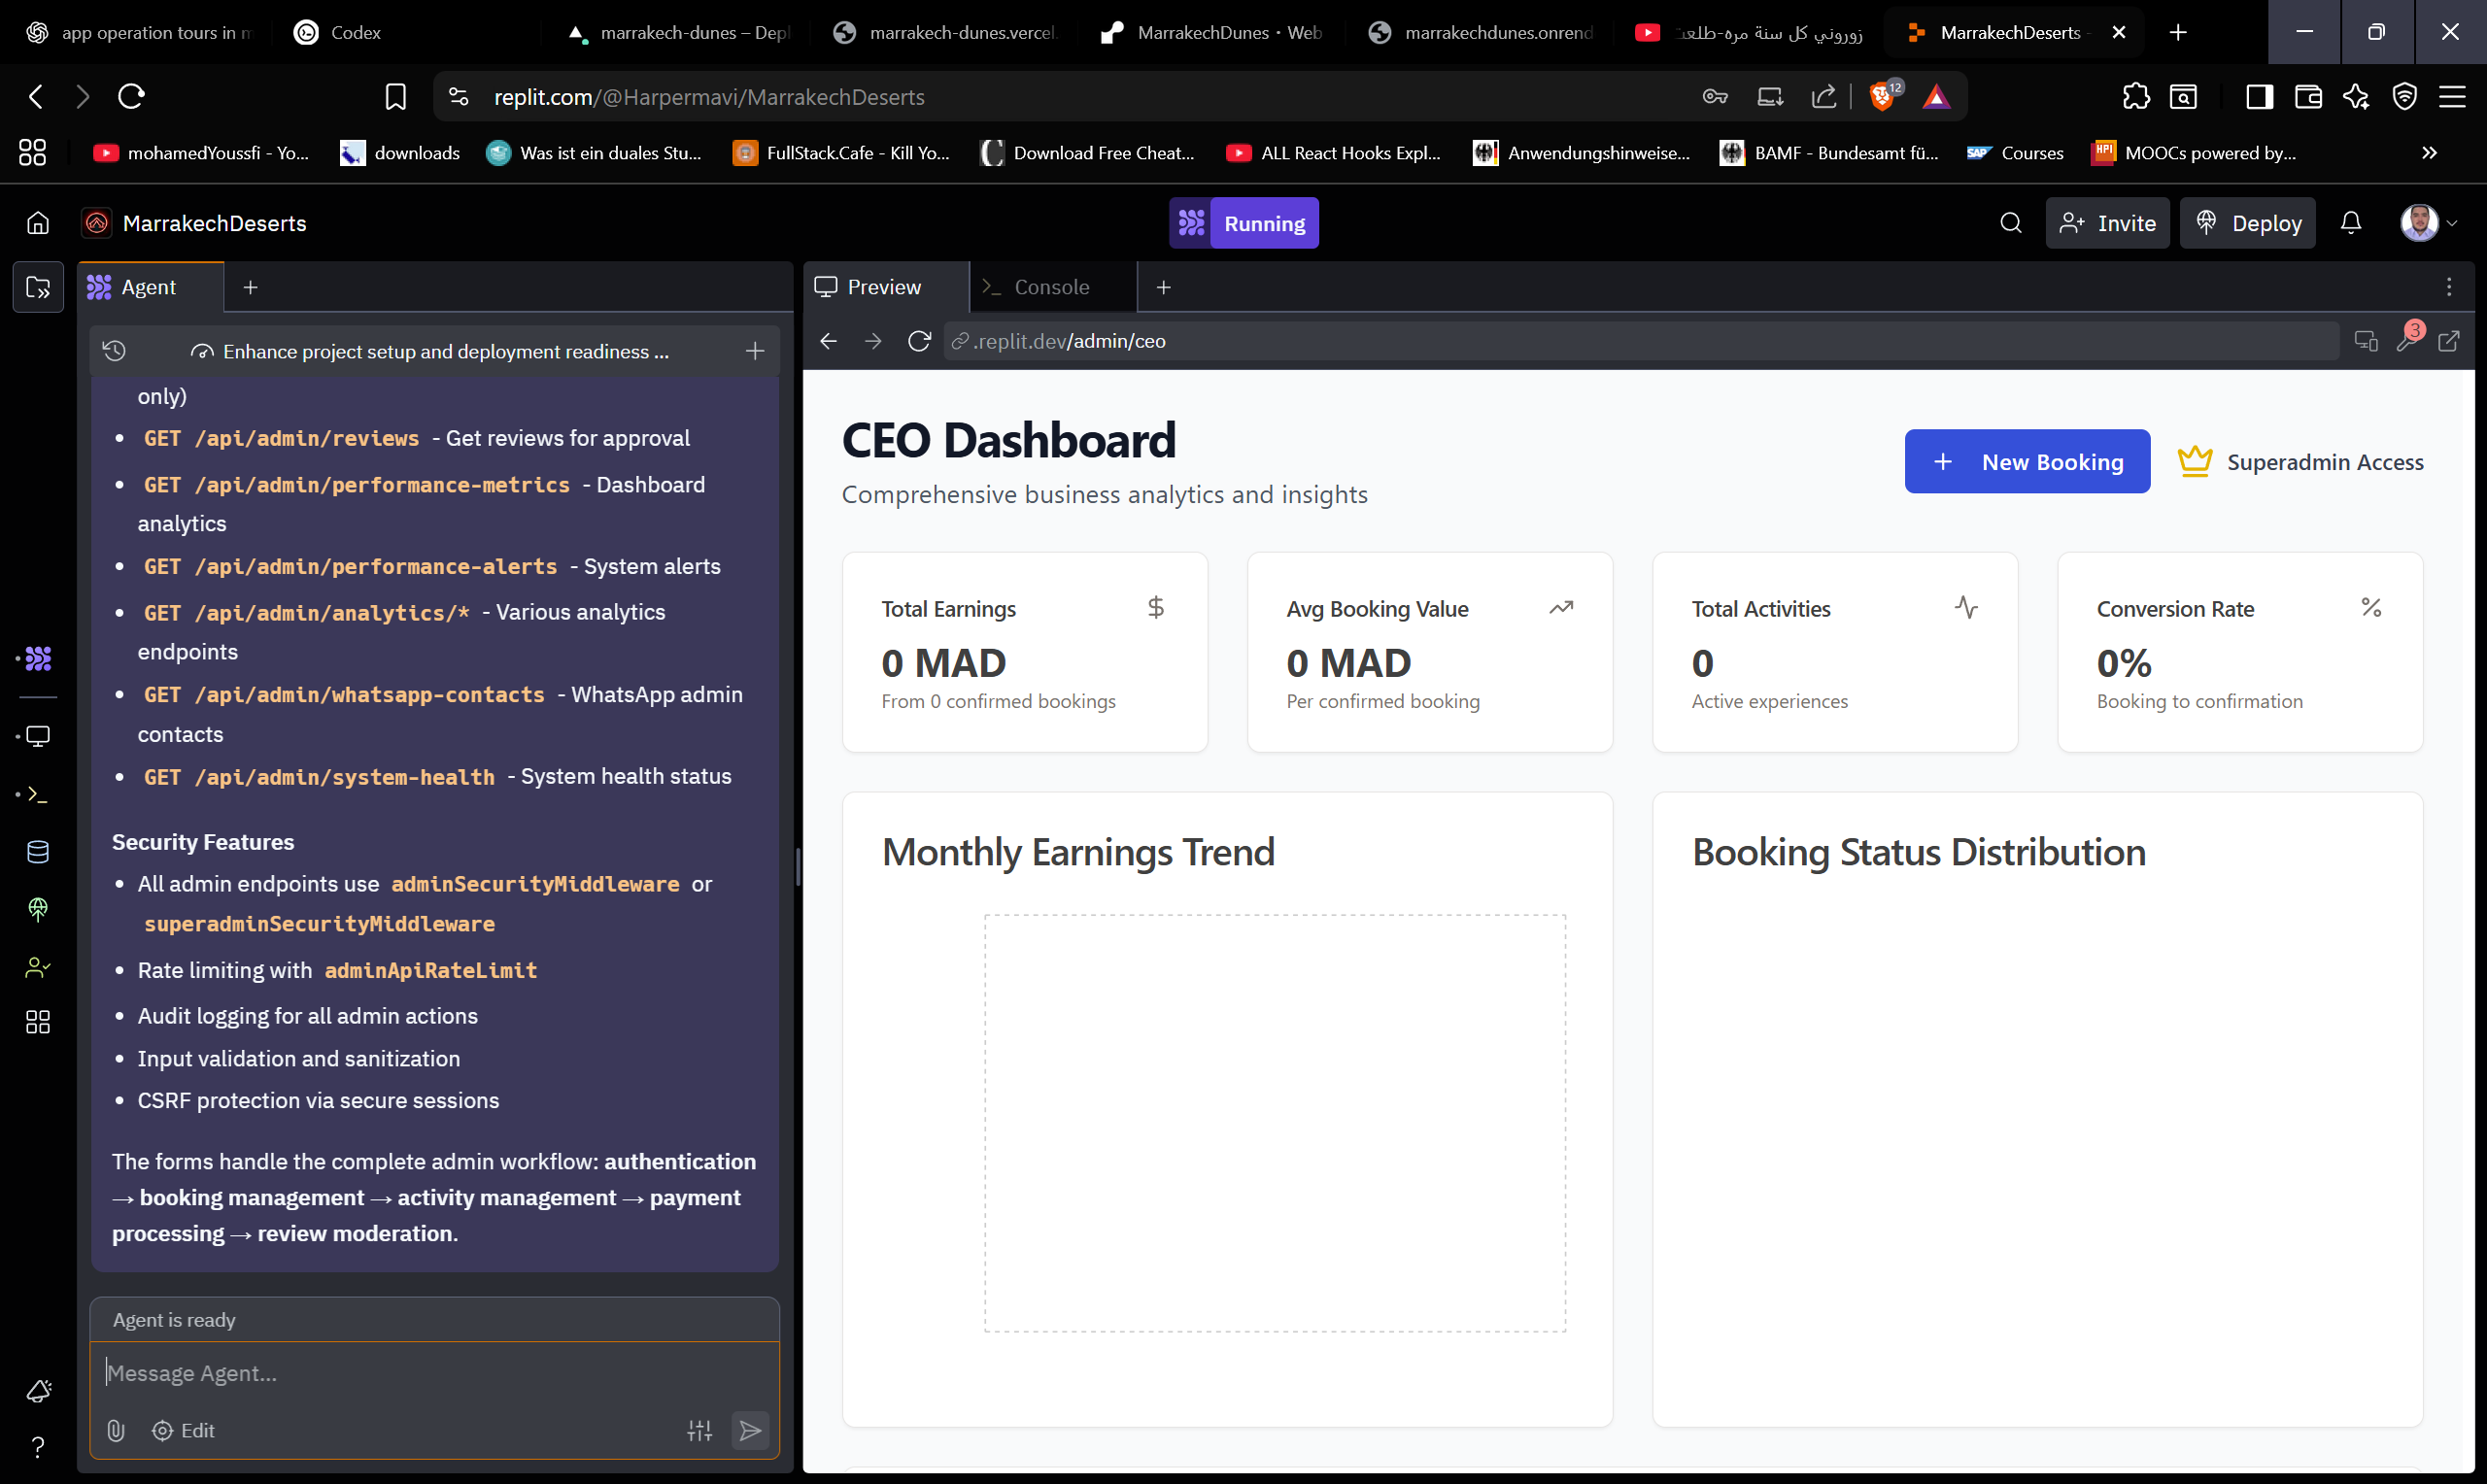 app operation tours in m
Codex
marrakech-dunes – Depl
marrakech-dunes.vercel.
MarrakechDunes • Web
marrakechdunes.onrend
زوروني كل سنة مره-طلعت
MarrakechDeserts -
replit.com/@Harpermavi/MarrakechDeserts
12
mohamedYoussfi - Yo...
downloads
Was ist ein duales Stu...
FullStack.Cafe - Kill Yo...
Download Free Cheat...
ALL React Hooks Expl...
Anwendungshinweise...
BAMF - Bundesamt fü...
SAP
Courses
HPI
MOOCs powered by...
MarrakechDeserts
Running
Invite
Deploy
Agent
Preview
Console
Enhance project setup and deployment readiness ...
.replit.dev/admin/ceo
3
only)
• GET /api/admin/reviews - Get reviews for approval
• GET /api/admin/performance-metrics - Dashboard
analytics
• GET /api/admin/performance-alerts - System alerts
• GET /api/admin/analytics/* - Various analytics
endpoints
• GET /api/admin/whatsapp-contacts - WhatsApp admin
contacts
• GET /api/admin/system-health - System health status
Security Features
• All admin endpoints use adminSecurityMiddleware or
superadminSecurityMiddleware
• Rate limiting with adminApiRateLimit
• Audit logging for all admin actions
• Input validation and sanitization
• CSRF protection via secure sessions
The forms handle the complete admin workflow: authentication
→ booking management → activity management → payment
processing → review moderation.
Agent is ready
Message Agent...
Edit
CEO Dashboard
Comprehensive business analytics and insights
+ New Booking
Superadmin Access
Total Earnings
$
0 MAD
From 0 confirmed bookings
Avg Booking Value
0 MAD
Per confirmed booking
Total Activities
0
Active experiences
Conversion Rate
%
0%
Booking to confirmation
Monthly Earnings Trend
Booking Status Distribution